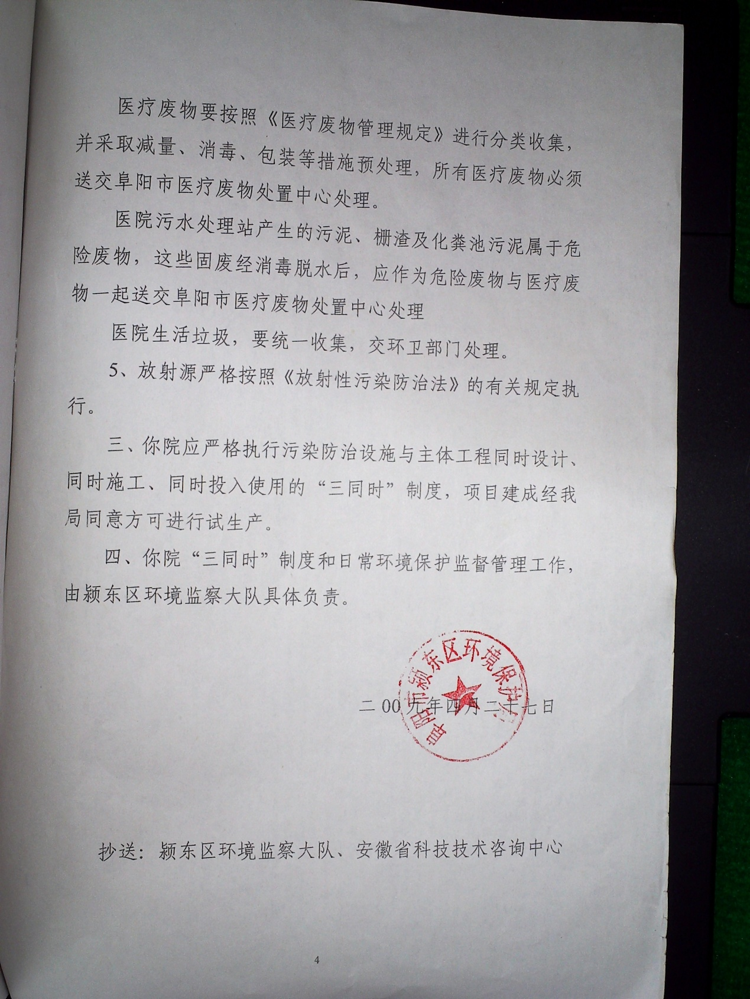 医疗废物要按照《医疗废物管理规定》进行分类收集，
并采取减量、消毒、包装等措施预处理，所有医疗废物必须
送交阜阳市医疗废物处置中心处理。
医院污水处理站产生的污泥、栅渣及化粪池污泥属于危
险废物，这些固废经消毒脱水后，应作为危险废物与医疗废
物一起送交阜阳市医疗废物处置中心处理
医院生活垃圾，要统一收集，交环卫部门处理。
5、放射源严格按照《放射性污染防治法》的有关规定执
行。
三、你院应严格执行污染防治设施与主体工程同时设计、
同时施工、同时投入使用的“三同时”制度，项目建成经我
局同意方可进行试生产。
四、你院“三同时”制度和日常环境保护监督管理工作，
由颍东区环境监察大队具体负责。
阜阳市颍东区环境保护局
二00九年四月二十七日
抄送：颍东区环境监察大队、安徽省科技技术咨询中心
4